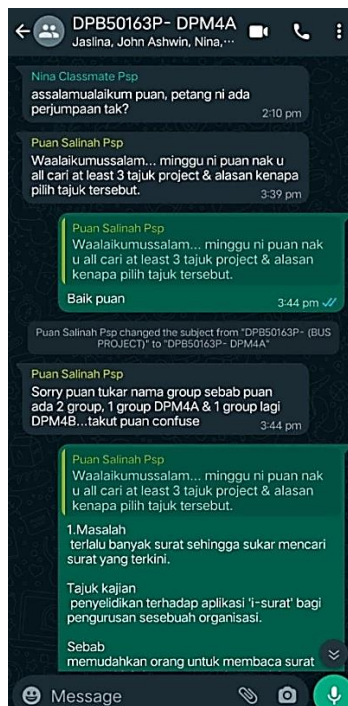 DPB50163P- DPM4A
Jaslina, John Ashwin, Nina,...
Nina Classmate Psp
assalamualaikum puan, petang ni ada
perjumpaan tak?
2:10 pm
Puan Salinah Psp
Waalaikumussalam... minggu ni puan nak u
all cari at least 3 tajuk project & alasan kenapa
pilih tajuk tersebut.
3:39 pm
Puan Salinah Psp
Waalaikumussalam... minggu ni puan nak
u all cari at least 3 tajuk project & alasan
kenapa pilih tajuk tersebut.
Baik puan
3:44 pm
Puan Salinah Psp changed the subject from "DPB50163P- (BUS
PROJECT)" to "DPB50163P- DPM4A"
Puan Salinah Psp
Sorry puan tukar nama group sebab puan
ada 2 group, 1 group DPM4A & 1 group lagi
DPM4B...takut puan confuse
3:44 pm
Puan Salinah Psp
Waalaikumussalam... minggu ni puan nak
u all cari at least 3 tajuk project & alasan
kenapa pilih tajuk tersebut.
1.Masalah
terlalu banyak surat sehingga sukar mencari
surat yang terkini.
Tajuk kajian
penyelidikan terhadap aplikasi 'i-surat' bagi
pengurusan sesebuah organisasi.
Sebab
memudahkan orang untuk membaca surat
Message